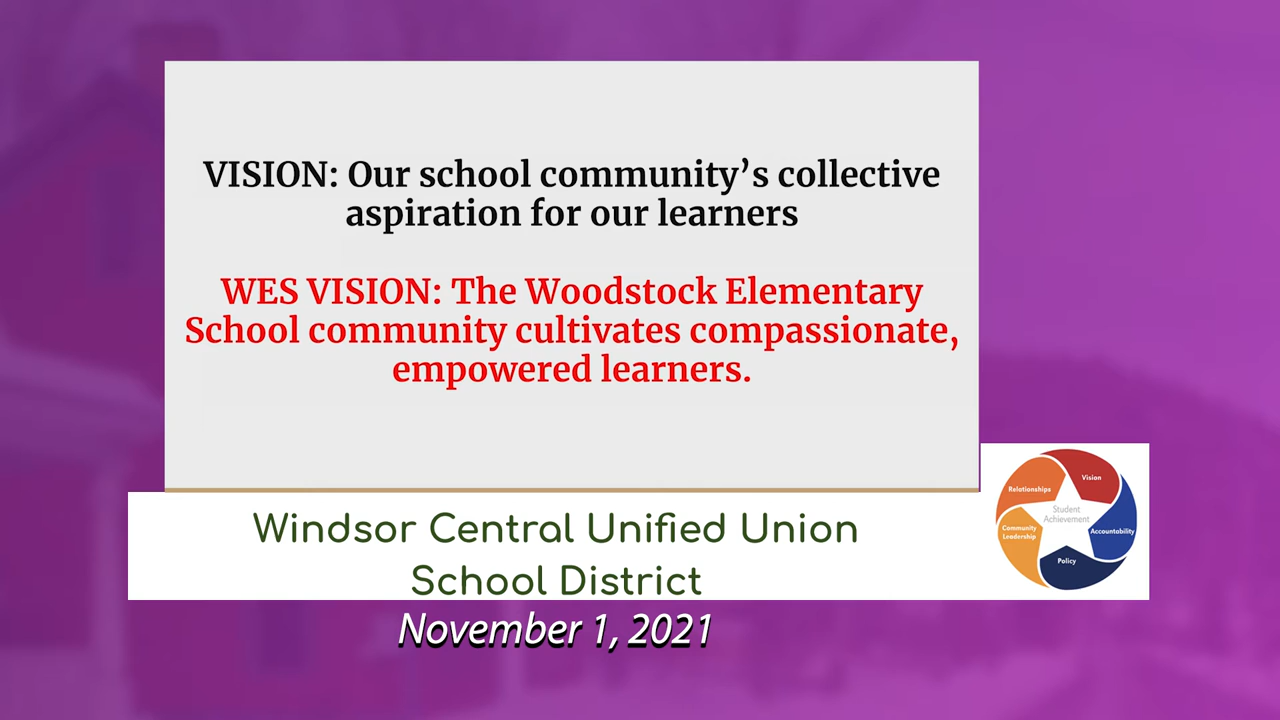 VISION: Our school community’s collective
aspiration for our learners
WES VISION: The Woodstock Elementary
School community cultivates compassionate,
empowered learners.
Relationships
Vision
Student
Achievement
Community
Leadership
Accountability
Policy
Windsor Central Unified Union
School District
November 1, 2021